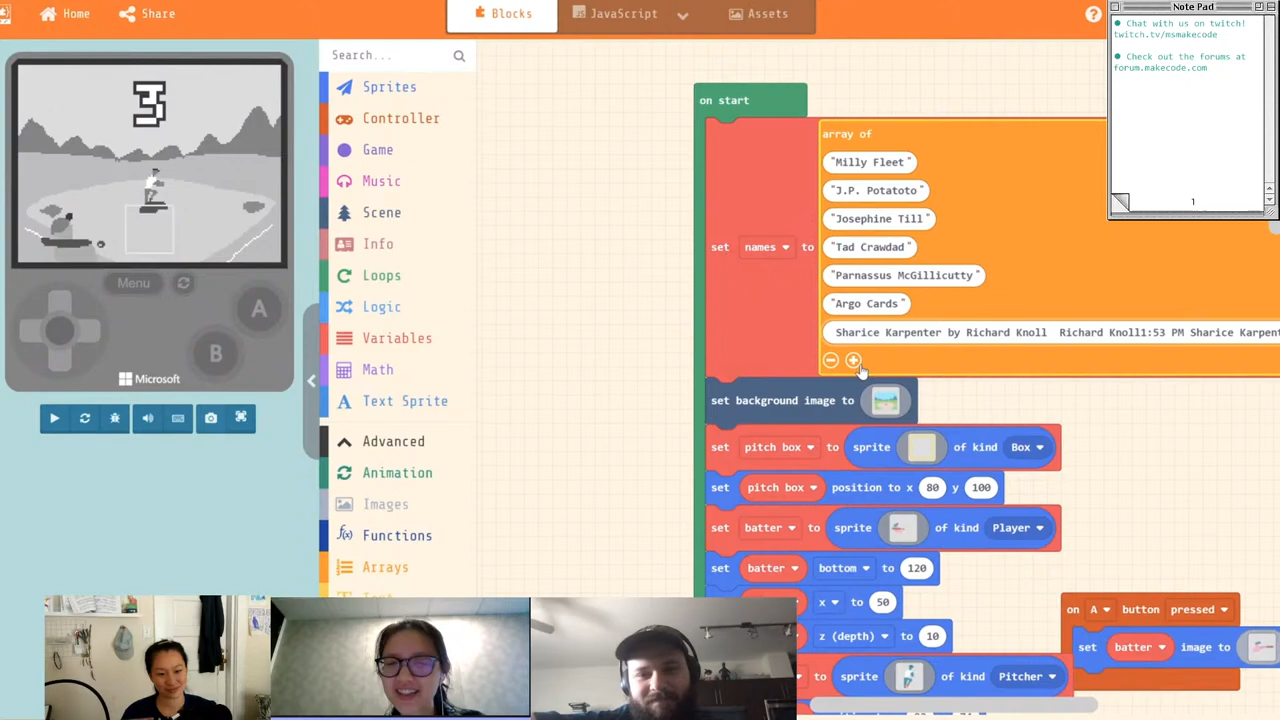 Home
Share
Blocks
JavaScript
Assets
?
Note Pad
Chat with us on twitch!
twitch.tv/msmakecode
Check out the forums at
forum.makecode.com
1
3
Menu
A
B
Microsoft
Search...
Sprites
Controller
Game
Music
Scene
Info
Loops
Logic
Variables
Math
Text Sprite
Advanced
Animation
Images
Functions
Arrays
on start
set names to
array of
"Milly Fleet"
"J.P. Potatoto"
"Josephine Till"
"Tad Crawdad"
"Parnassus McGillicutty"
"Argo Cards"
Sharice Karpenter by Richard Knoll Richard Knoll1:53 PM Sharice Karpent
set background image to
set pitch box to sprite of kind Box
set pitch box position to x 80 y 100
set batter to sprite of kind Player
set batter bottom to 120
x to 50
z (depth) to 10
to sprite of kind Pitcher
on A button pressed
set batter image to